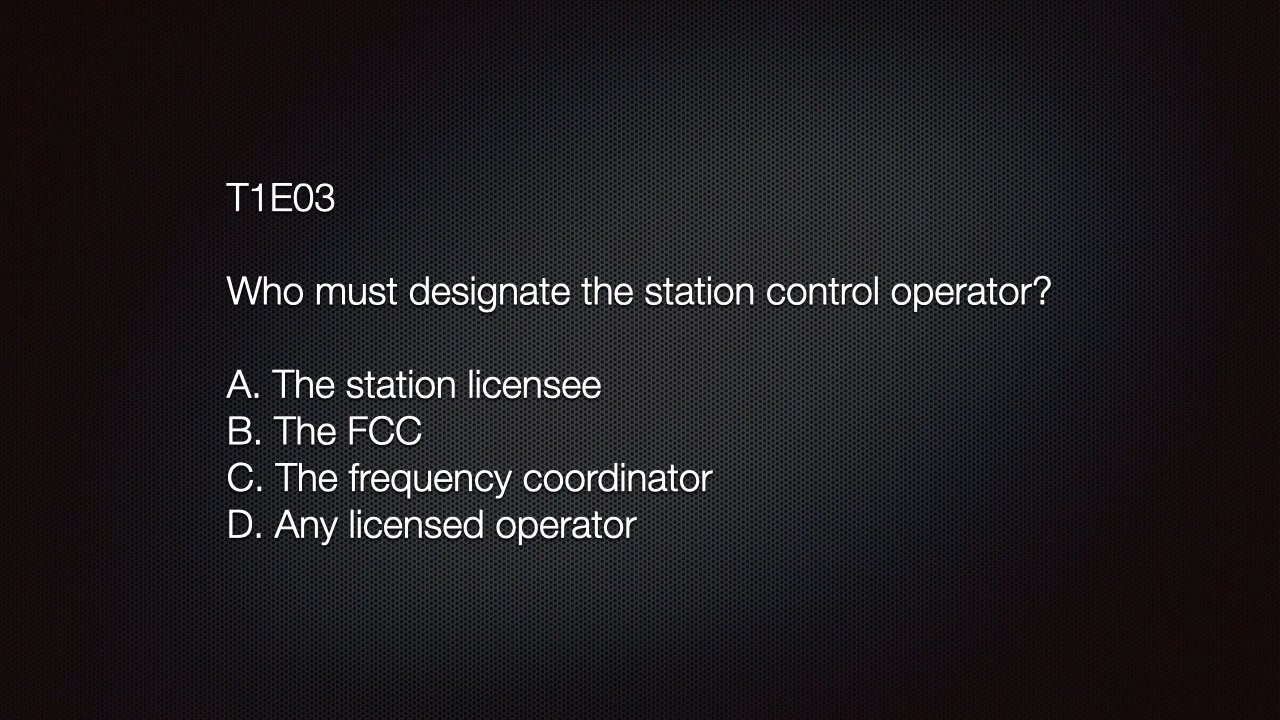 T1E03
Who must designate the station control operator?
A. The station licensee
B. The FCC
C. The frequency coordinator
D. Any licensed operator